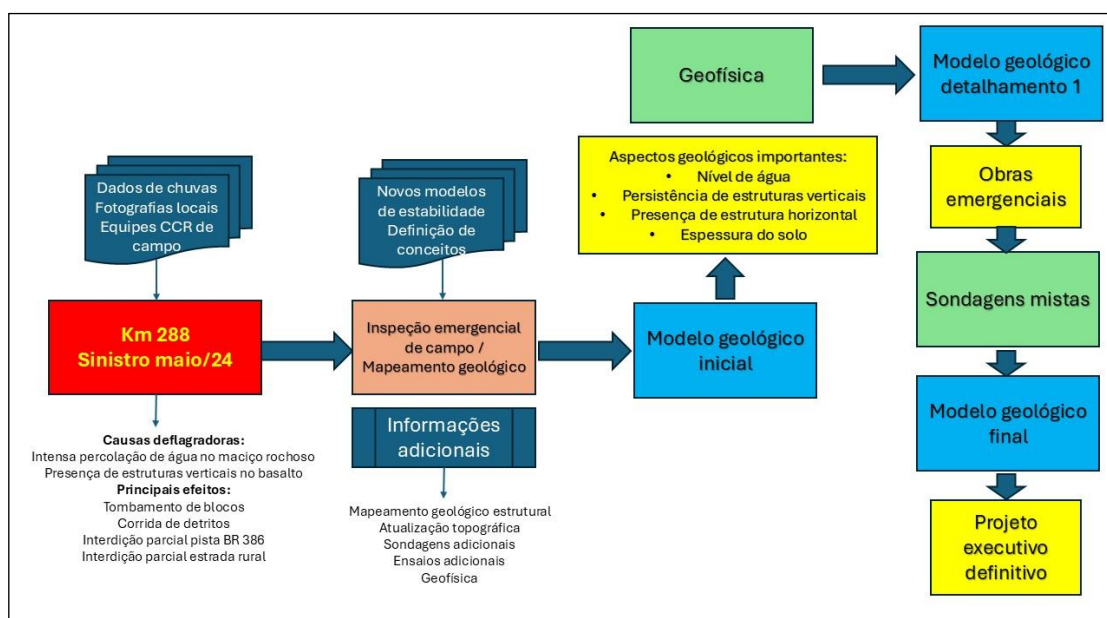 Dados de chuvas
Fotografias locais
Equipes CCR de
campo
Km 288
Sinistro maio/24
Causas deflagradoras:
Intensa percolação de água no maciço rochoso
Presença de estruturas verticais no basalto
Principais efeitos:
Tombamento de blocos
Corrida de detritos
Interdição parcial pista BR 386
Interdição parcial estrada rural
Novos modelos
de estabilidade
Definição de
conceitos
Inspeção emergencial
de campo /
Mapeamento geológico
Informações
adicionais
Mapeamento geológico estrutural
Atualização topográfica
Sondagens adicionais
Ensaios adicionais
Geofísica
Modelo geológico
inicial
Aspectos geológicos importantes:
• Nível de água
• Persistência de estruturas verticais
• Presença de estrutura horizontal
• Espessura do solo
Geofísica
Modelo geológico
detalhamento 1
Obras
emergenciais
Sondagens mistas
Modelo geológico
final
Projeto
executivo
definitivo